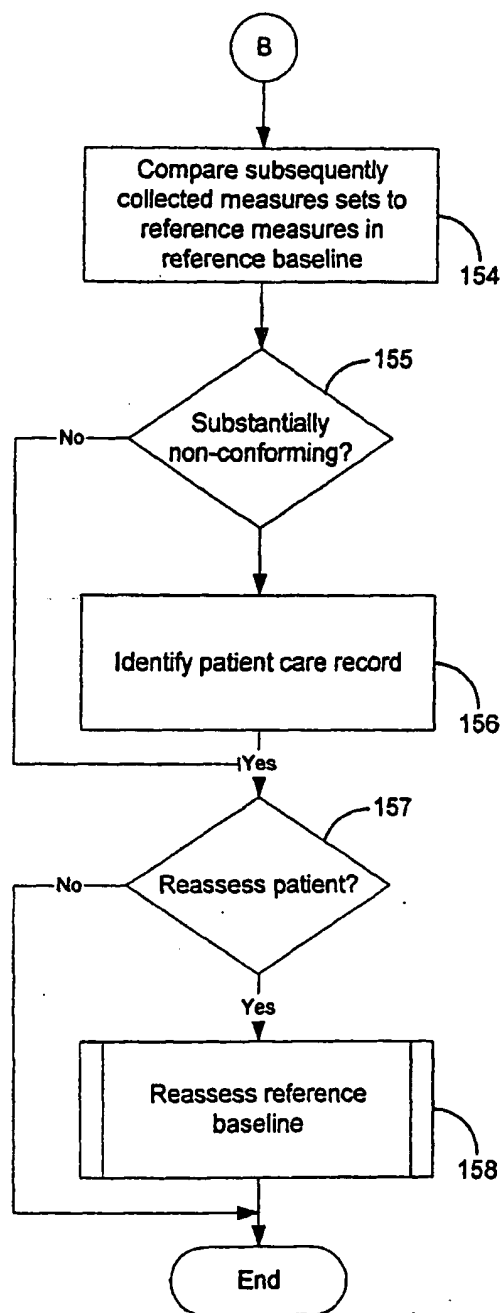 B
Compare subsequently
collected measures sets to
reference measures in
reference baseline
154
155
Substantially
non-conforming?
No
Identify patient care record
156
Yes
157
Reassess patient?
No
Yes
Reassess reference
baseline
158
End